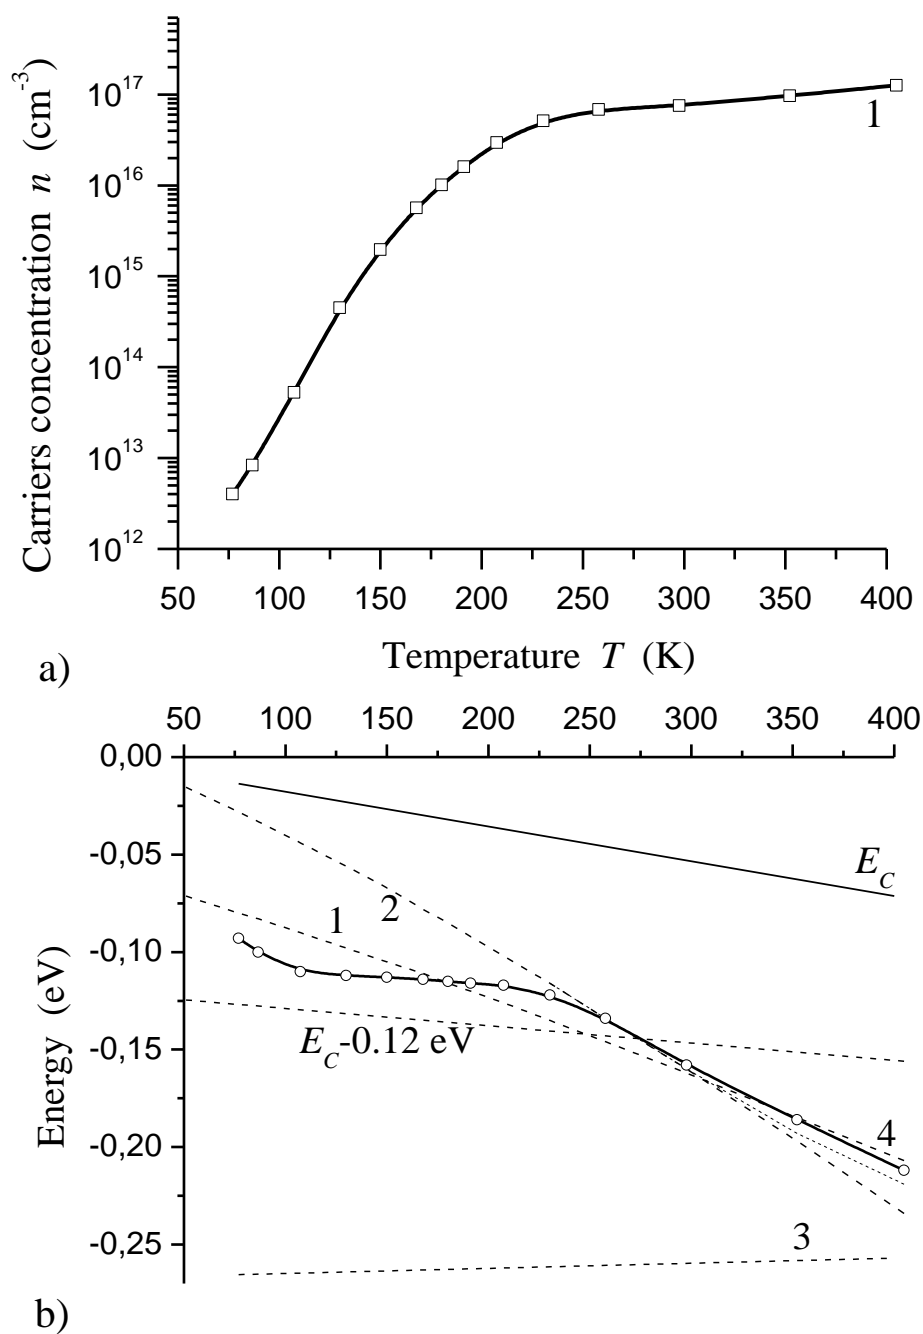 10^17
10^16
10^15
10^14
10^13
10^12
Carriers concentration n (cm^-3)
1
50 100 150 200 250 300 350 400
Temperature T (K)
a)
50 100 150 200 250 300 350 400
0,00
-0,05
-0,10
-0,15
-0,20
-0,25
Energy (eV)
E_C
2
1
E_C-0.12 eV
4
3
b)